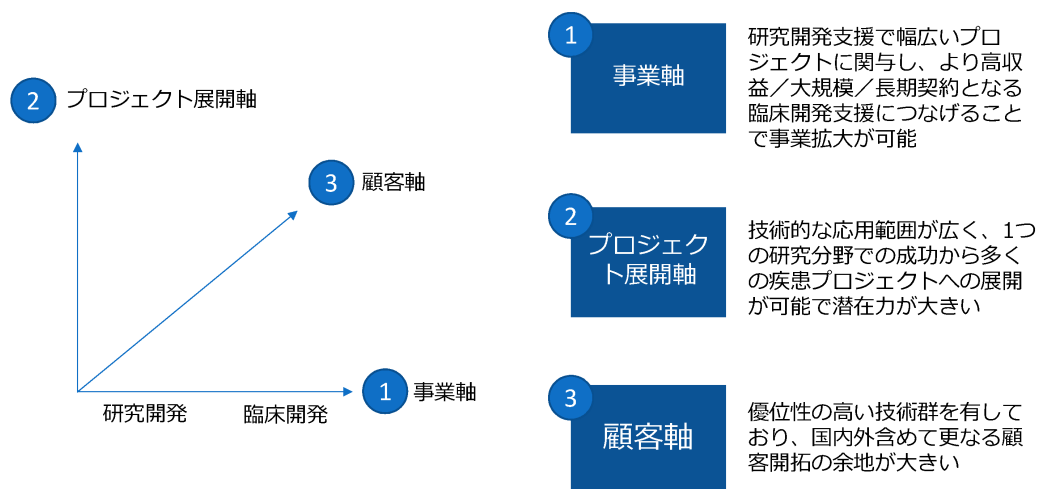 2 プロジェクト展開軸
3 顧客軸
1 事業軸
研究開発 臨床開発
1
事業軸
研究開発支援で幅広いプロ
ジェクトに関与し、より高収
益／大規模／長期契約となる
臨床開発支援につなげること
で事業拡大が可能
2
プロジェク
ト展開軸
技術的な応用範囲が広く、1つ
の研究分野での成功から多く
の疾患プロジェクトへの展開
が可能で潜在力が大きい
3
顧客軸
優位性の高い技術群を有して
おり、国内外含めて更なる顧
客開拓の余地が大きい